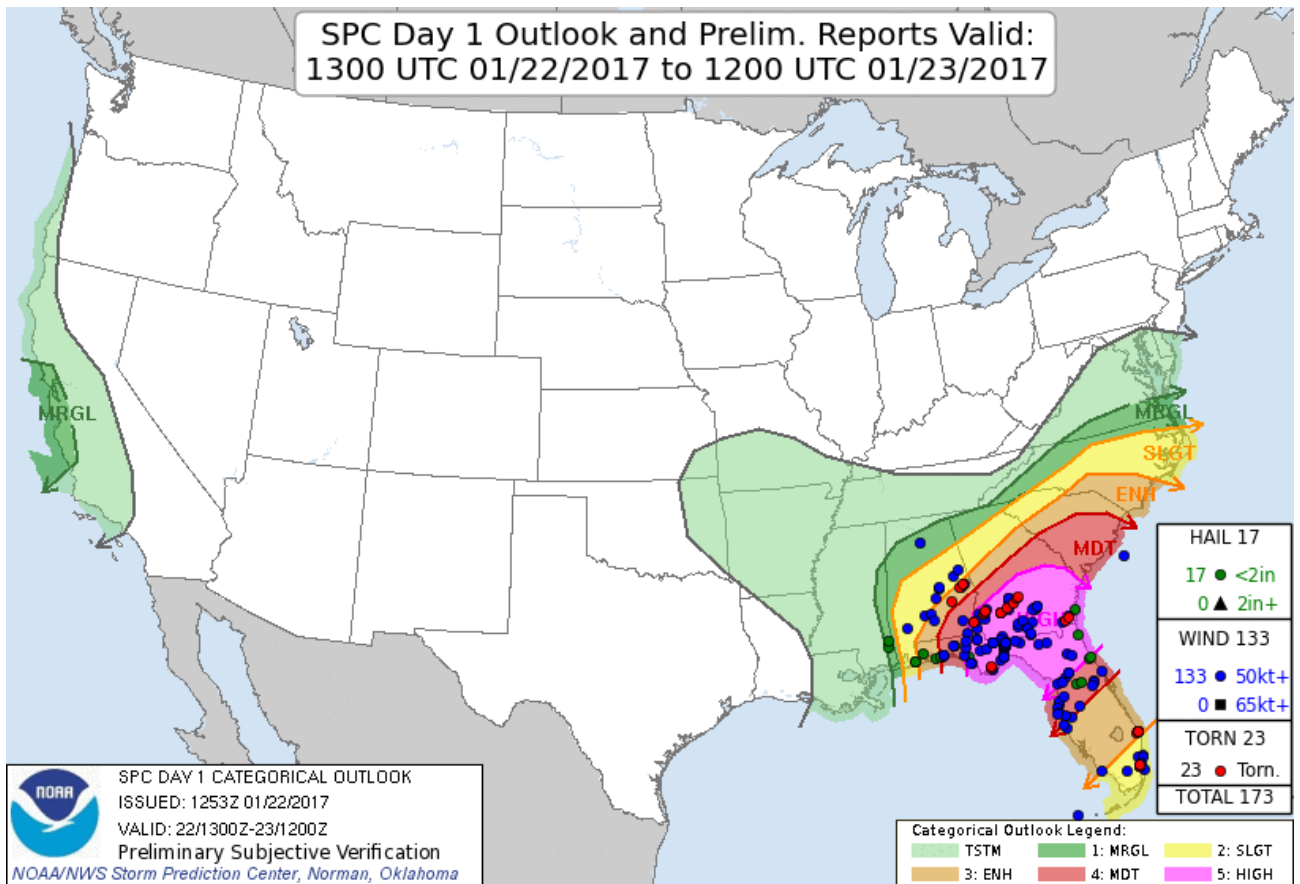 SPC Day 1 Outlook and Prelim. Reports Valid:
1300 UTC 01/22/2017 to 1200 UTC 01/23/2017
MRGL
MRGL
SLGT
ENH
MDT
HIGH
HAIL 17
17 <2in
0 2in+
WIND 133
133 50kt+
0 65kt+
TORN 23
23 Torn.
TOTAL 173
NOAA
SPC DAY 1 CATEGORICAL OUTLOOK
ISSUED: 1253Z 01/22/2017
VALID: 22/1300Z-23/1200Z
Preliminary Subjective Verification
NOAA/NWS Storm Prediction Center, Norman, Oklahoma
Categorical Outlook Legend:
TSTM 1: MRGL 2: SLGT
3: ENH 4: MDT 5: HIGH